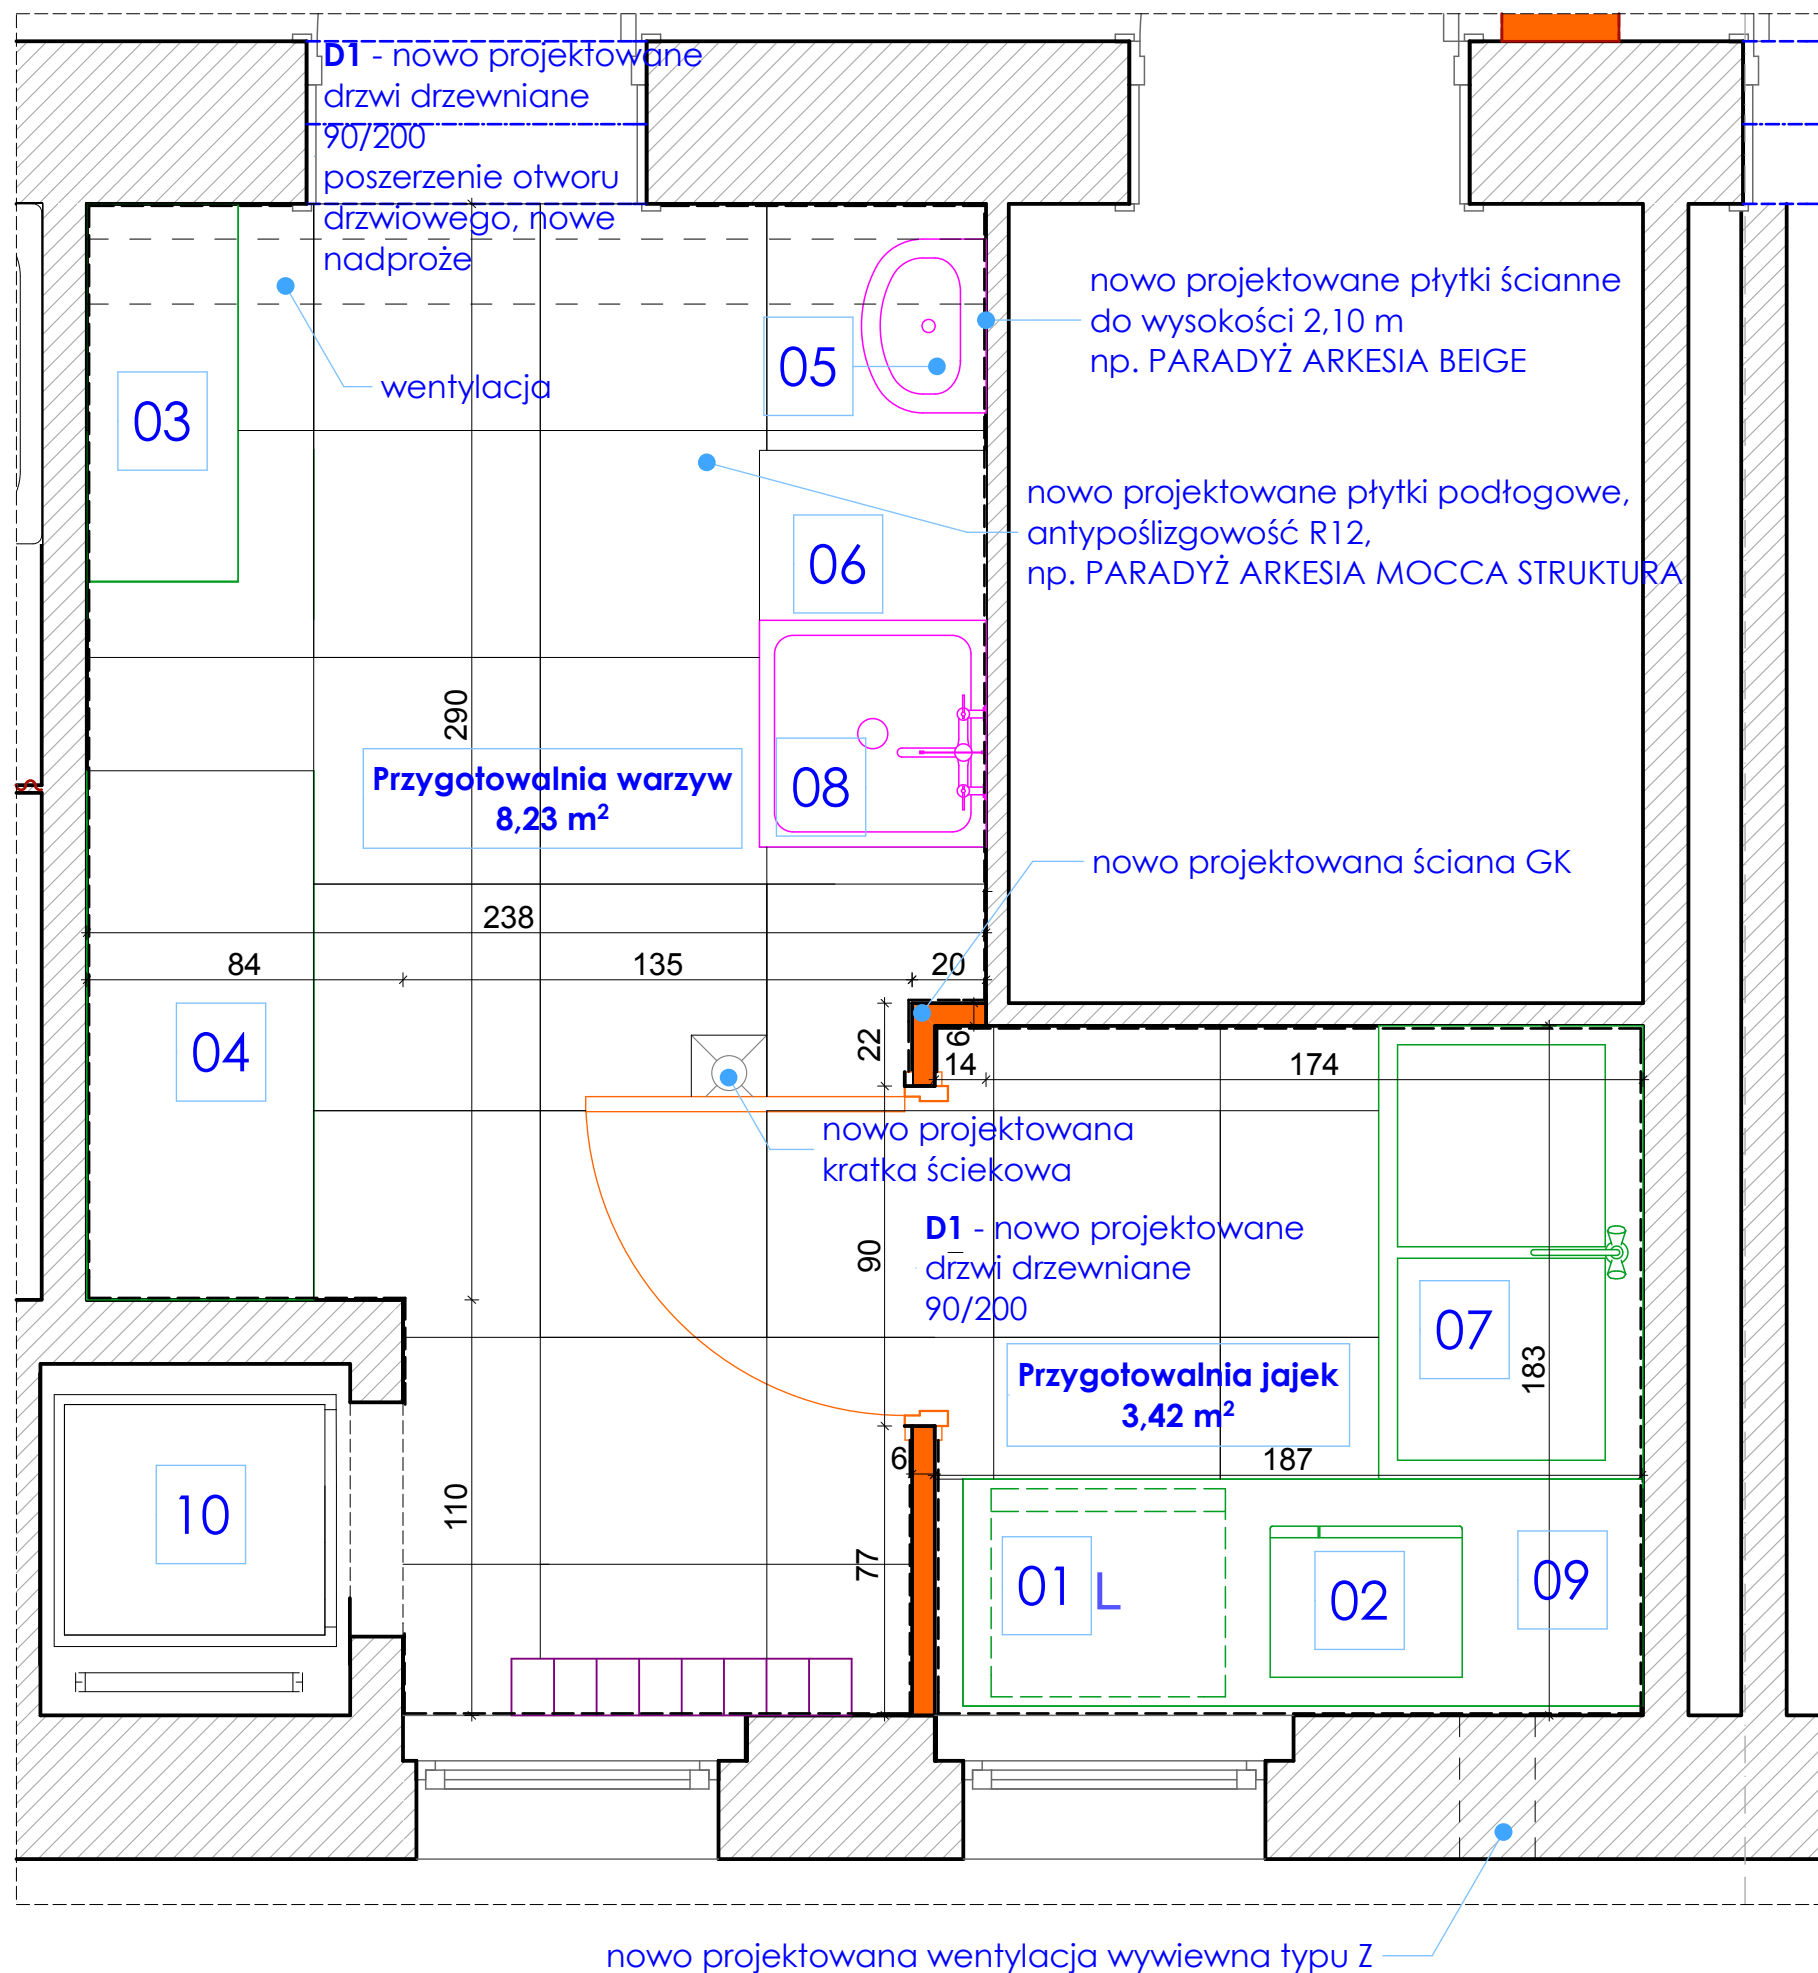 D1 - nowo projektowane
drzwi drzewniane
90/200
poszerzenie otworu
drzwiowego, nowe
nadproże
nowo projektowane płytki ścianne
do wysokości 2,10 m
np. PARADYŻ ARKESIA BEIGE
wentylacja
05
03
nowo projektowane płytki podłogowe,
antypoślizgowość R12,
np. PARADYŻ ARKESIA MOCCA STRUKTURA
06
290
Przygotowalnia warzyw
8,23 m²
08
nowo projektowana ściana GK
238
84
135
20
04
22
6
14
174
nowo projektowana
kratka ściekowa
90
D1 - nowo projektowane
drzwi drzewniane
90/200
07
183
Przygotowalnia jajek
3,42 m²
6
187
10
110
77
01 L
02
09
nowo projektowana wentylacja wywiewna typu Z